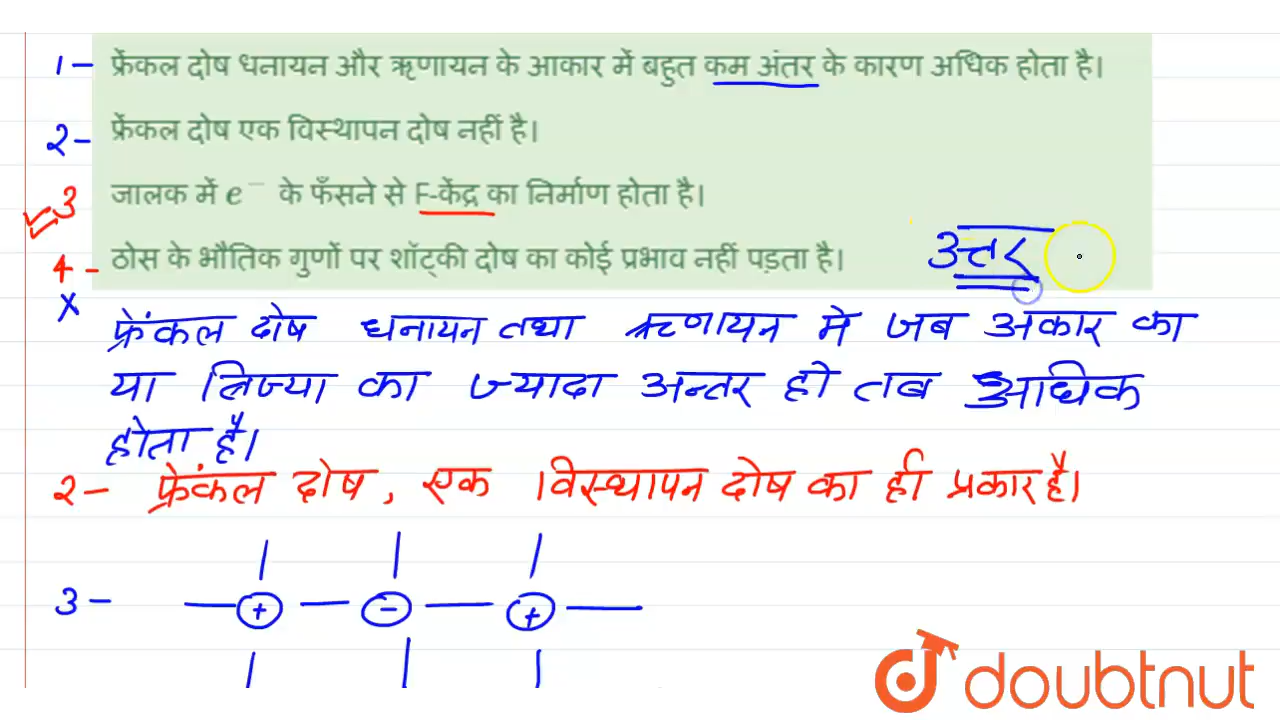 1- फ्रेंकल दोष धनायन और ऋणायन के आकार में बहुत कम अंतर के कारण अधिक होता है।
2- फ्रेंकल दोष एक विस्थापन दोष नहीं है।
3 जालक में e⁻ के फँसने से F-केंद्र का निर्माण होता है।
4- ठोस के भौतिक गुणों पर शॉट्की दोष का कोई प्रभाव नहीं पड़ता है।
उत्तर
फ्रेंकल दोष धनायन तथा ऋणायन मे जब अकार का
या त्रिज्या का ज्यादा अन्तर हो तब अधिक
होता है।
2- फ्रेंकल दोष, एक विस्थापन दोष का ही प्रकार है।
3- + - +
doubtnut